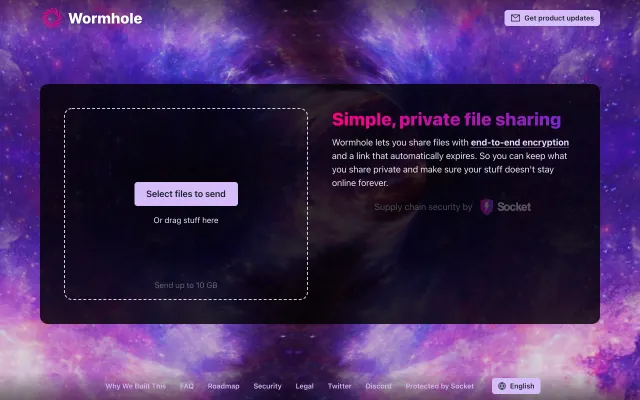 Wormhole
Get product updates
Select files to send
Or drag stuff here
Send up to 10 GB
Simple, private file sharing
Wormhole lets you share files with end-to-end encryption
and a link that automatically expires. So you can keep what
you share private and make sure your stuff doesn't stay
online forever.
Supply chain security by Socket
Why We Built This FAQ Roadmap Security Legal Twitter Discord Protected by Socket English